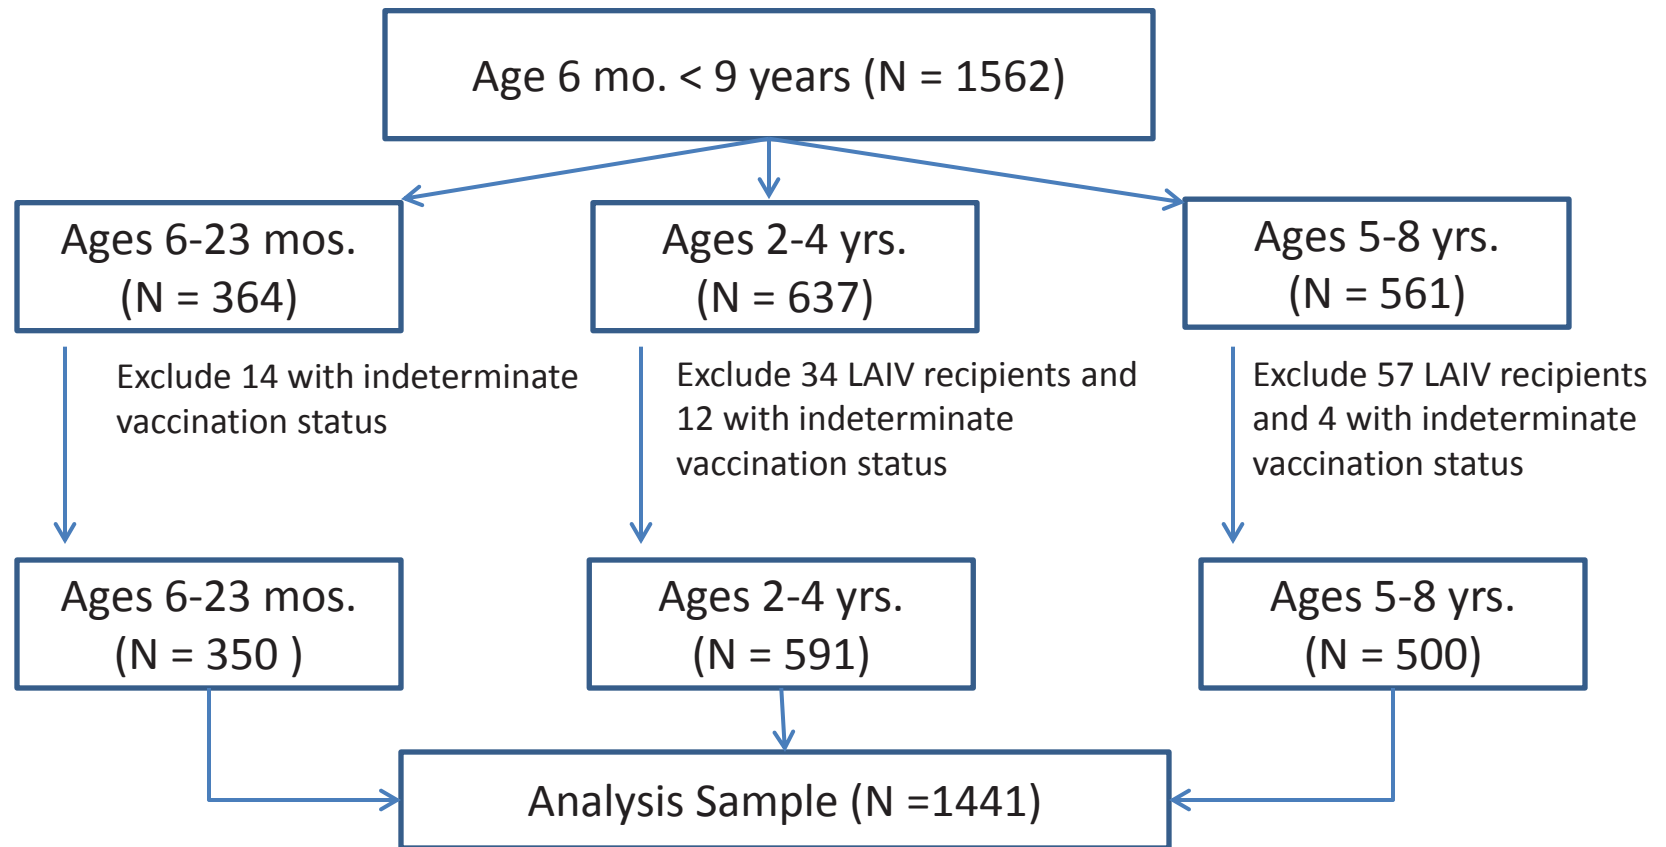 Age 6 mo. < 9 years (N = 1562)
Ages 6-23 mos.
(N = 364)
Ages 2-4 yrs.
(N = 637)
Ages 5-8 yrs.
(N = 561)
Exclude 14 with indeterminate
vaccination status
Exclude 34 LAIV recipients and
12 with indeterminate
vaccination status
Exclude 57 LAIV recipients
and 4 with indeterminate
vaccination status
Ages 6-23 mos.
(N = 350 )
Ages 2-4 yrs.
(N = 591)
Ages 5-8 yrs.
(N = 500)
Analysis Sample (N =1441)